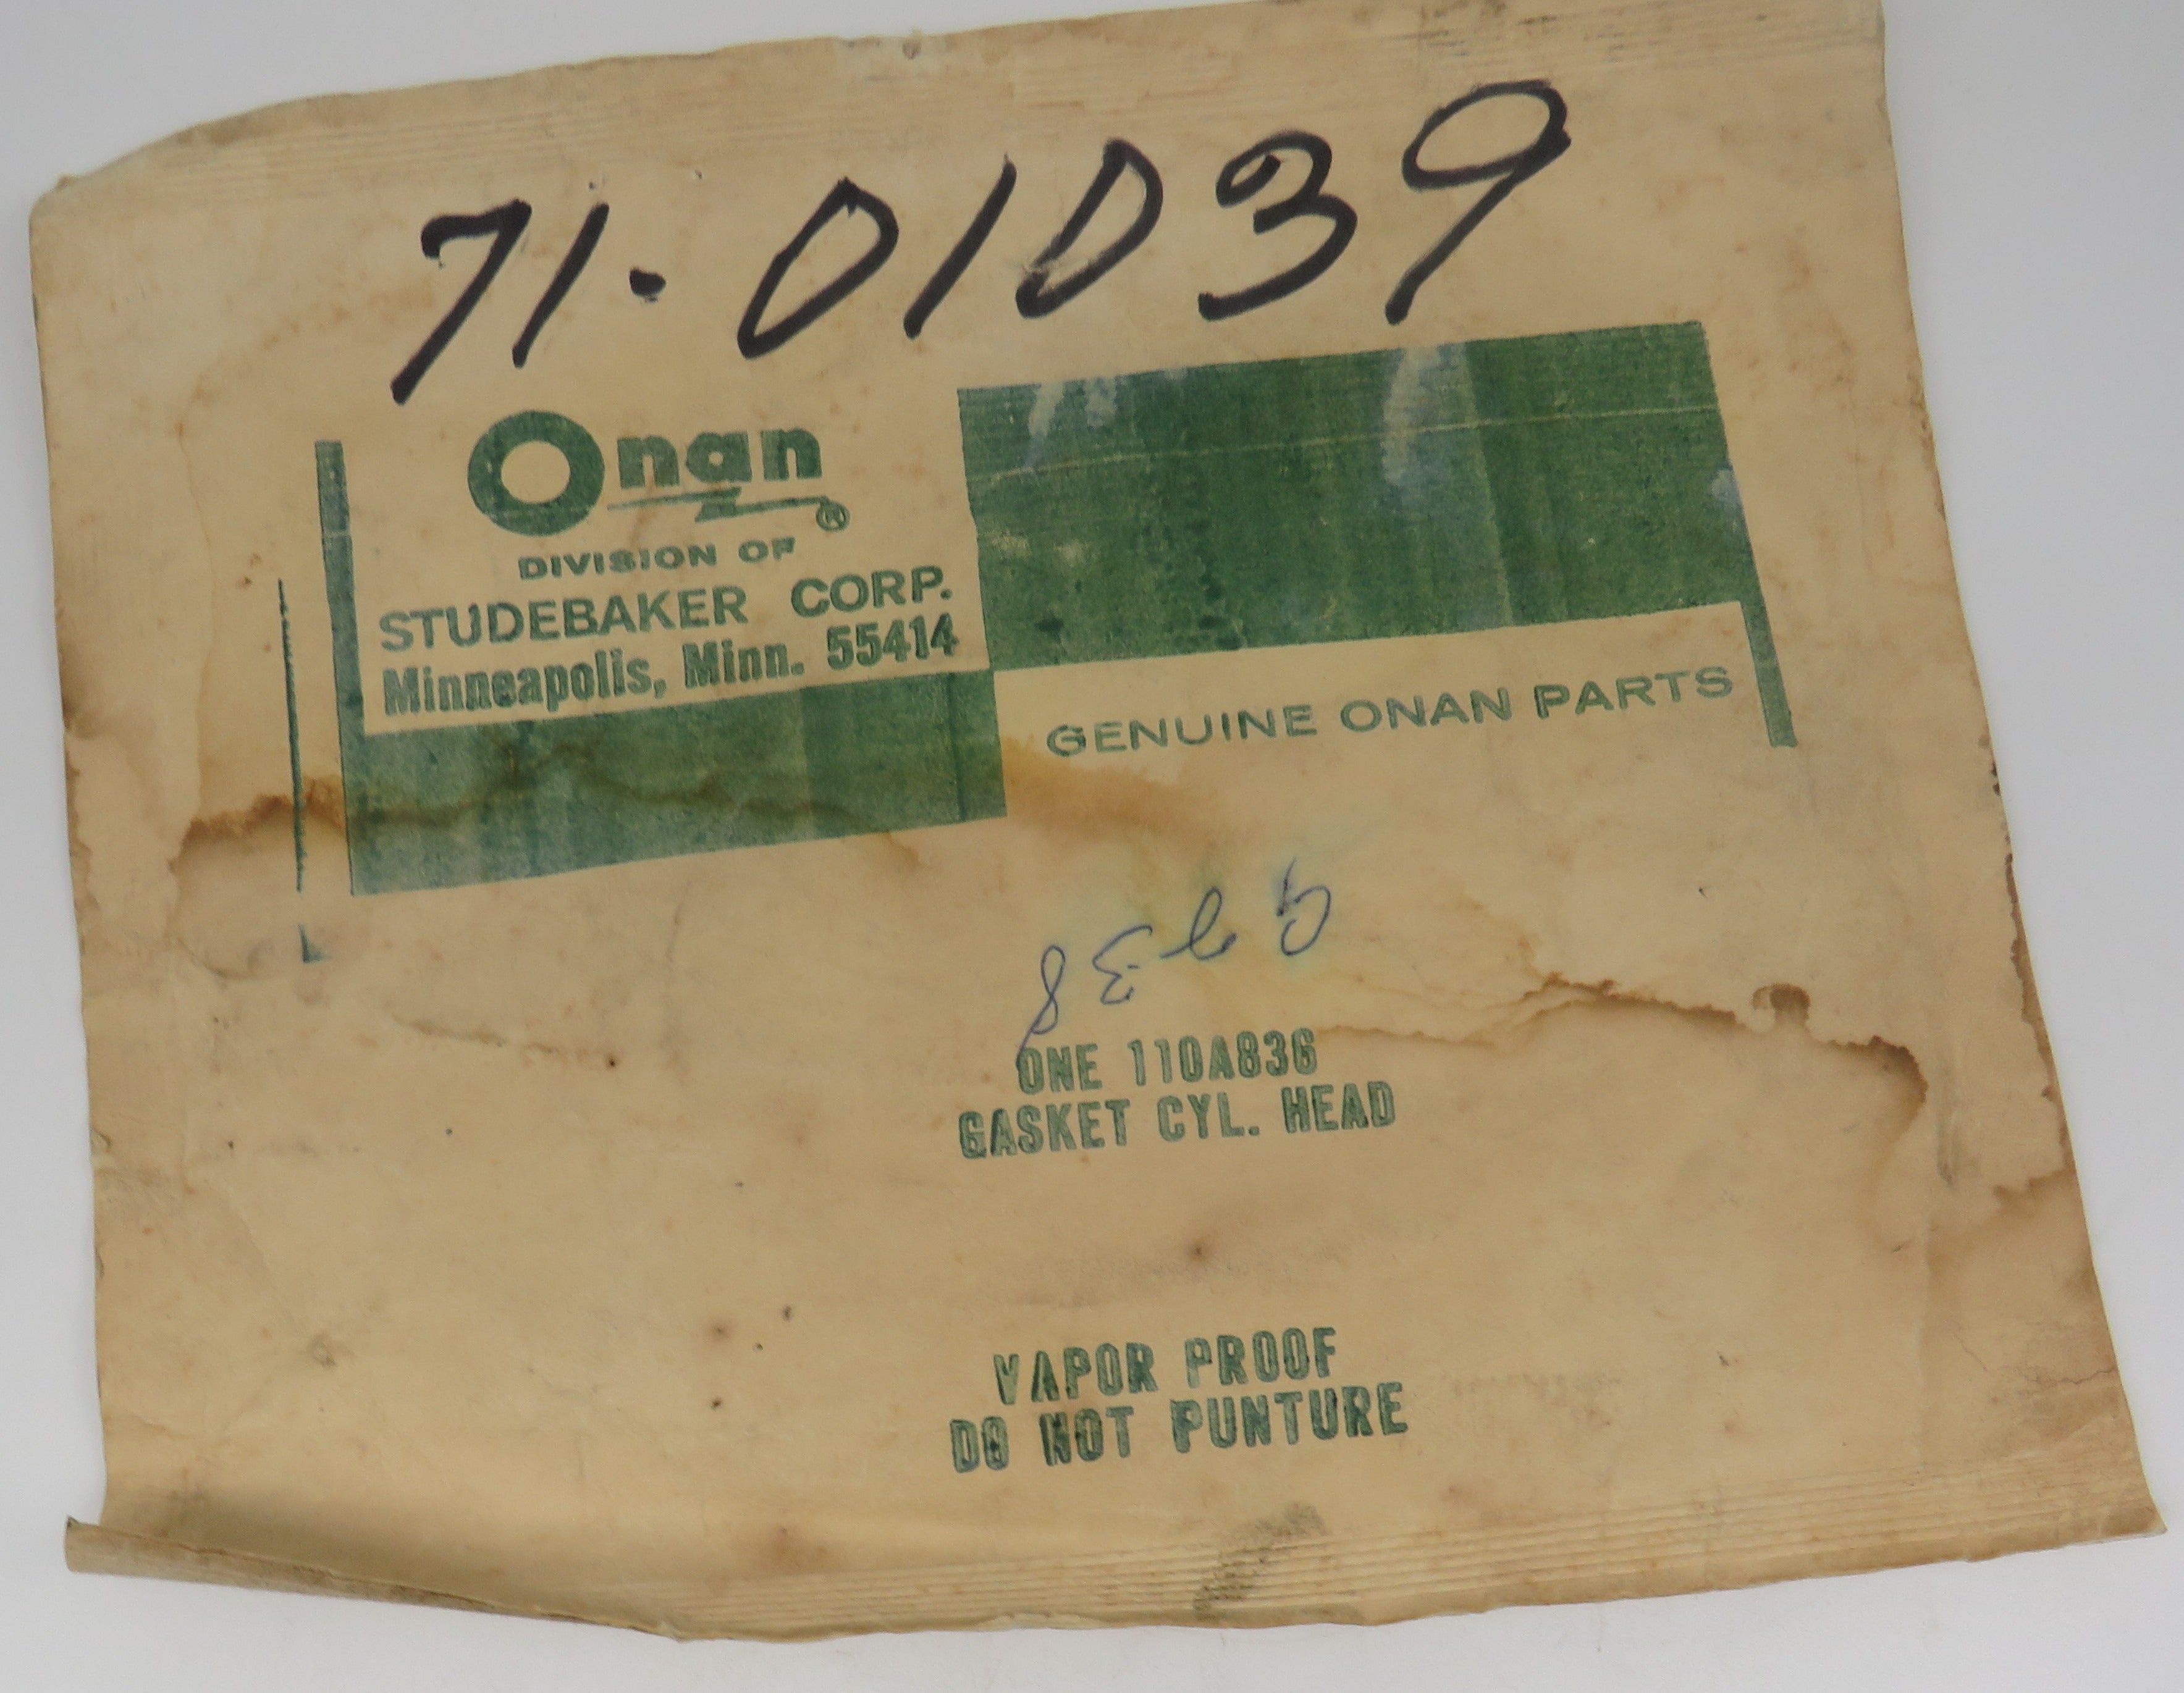 71-01039
Onan®
DIVISION OF
STUDEBAKER CORP.
Minneapolis, Minn. 55414
GENUINE ONAN PARTS
ONE 110A836
GASKET CYL. HEAD
VAPOR PROOF
DO NOT PUNTURE